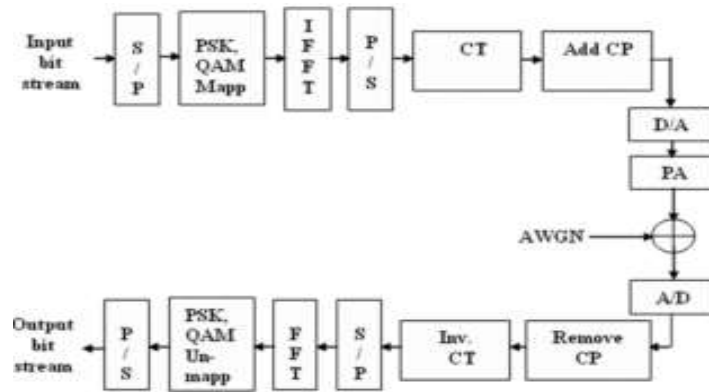 Input
bit
stream
S
/
P
PSK,
QAM
Mapp
I
F
F
T
P
/
S
CT
Add CP
D/A
PA
AWGN
A/D
Output
bit
stream
P
/
S
PSK,
QAM
Un-
mapp
F
F
T
S
/
P
Inv.
CT
Remove
CP